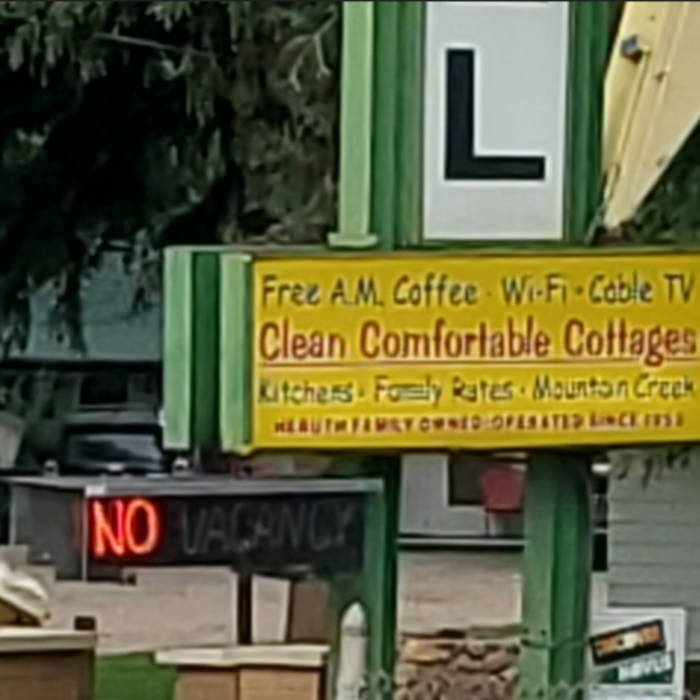 L
Free A.M. Coffee · Wi-Fi · Cable TV
Clean Comfortable Cottages
Kitchens · Family Rates · Mountain Creek
FAMILY OWNED-OPERATED SINCE
NO VACANCY